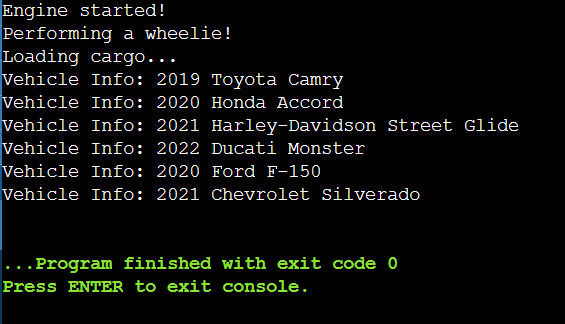 Engine started!
Performing a wheelie!
Loading cargo...
Vehicle Info: 2019 Toyota Camry
Vehicle Info: 2020 Honda Accord
Vehicle Info: 2021 Harley-Davidson Street Glide
Vehicle Info: 2022 Ducati Monster
Vehicle Info: 2020 Ford F-150
Vehicle Info: 2021 Chevrolet Silverado
...Program finished with exit code 0
Press ENTER to exit console.